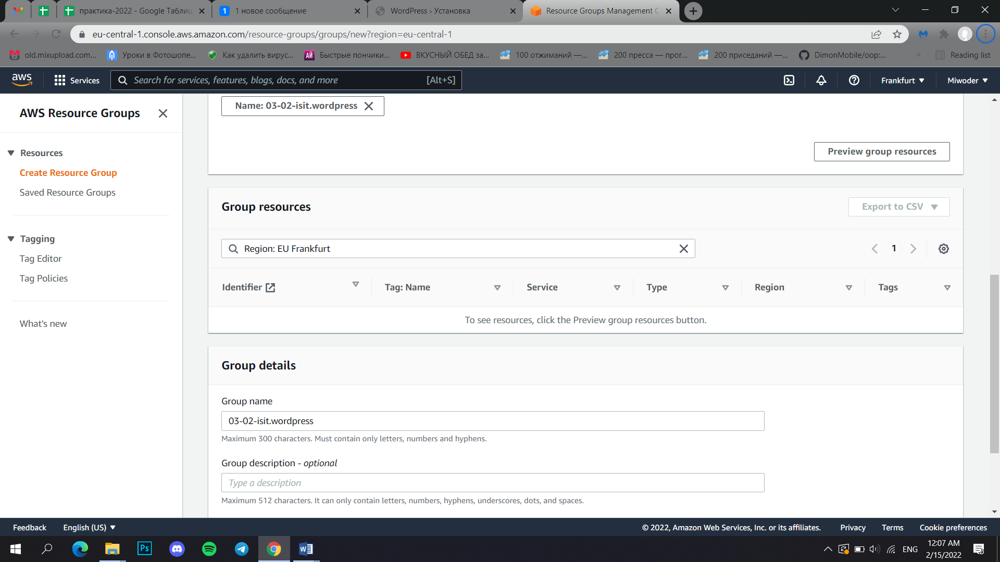 практика-2022 - Google Таблиц
1
1 новое сообщение
WordPress › Установка
Resource Groups Management C
eu-central-1.console.aws.amazon.com/resource-groups/groups/new?region=eu-central-1
old.mixupload.com...
Уроки в Фотошопе...
Как удалить вирус...
АЙ
Быстрые пончики...
ВКУСНЫЙ ОБЕД за...
100 отжиманий —...
200 пресса — прог...
200 приседаний —...
DimonMobile/oop:...
»
Reading list
aws
Services
Search for services, features, blogs, docs, and more
[Alt+S]
Frankfurt
Miwoder
AWS Resource Groups
Resources
Create Resource Group
Saved Resource Groups
Tagging
Tag Editor
Tag Policies
What's new
Name: 03-02-isit.wordpress
Preview group resources
Group resources
Export to CSV
Region: EU Frankfurt
1
Identifier
Tag: Name
Service
Type
Region
Tags
To see resources, click the Preview group resources button.
Group details
Group name
03-02-isit.wordpress
Maximum 300 characters. Must contain only letters, numbers and hyphens.
Group description - optional
Type a description
Maximum 512 characters. It can only contain letters, numbers, hyphens, underscores, dots, and spaces.
Feedback
English (US)
© 2022, Amazon Web Services, Inc. or its affiliates.
Privacy
Terms
Cookie preferences
Ps
W
ENG
12:07 AM
2/15/2022